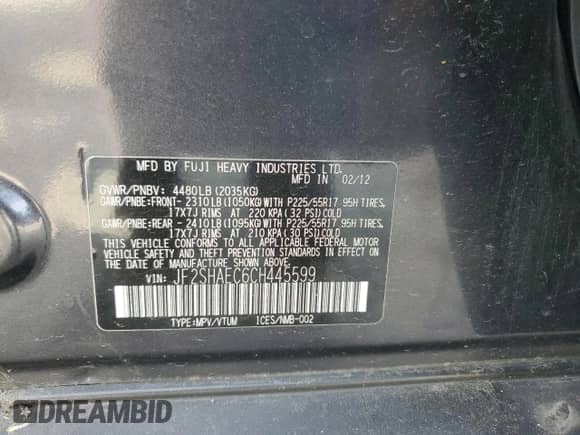 MFD BY FUJI HEAVY INDUSTRIES LTD.
MFD IN 02/12
GVWR/PNBV: 4480LB(2035KG)
GAWR/PNBE:FRONT-2310LB(1050KG)WITH P225/55R17 95H TIRES,
17X7J RIMS AT 220 KPA(32 PSI)COLD
GAWR/PNBE:REAR -2410LB(1095KG)WITH P225/55R17 95H TIRES,
17X7J RIMS AT 210 KPA(30 PSI)COLD
THIS VEHICLE CONFORMS TO ALL APPLICABLE FEDERAL MOTOR
VEHICLE SAFETY AND THEFT PREVENTION STANDARDS IN EFFECT
ON THE DATE OF MANUFACTURE SHOWN ABOVE.
VIN: JF2SHAEC6CH445599
TYPE:MPV/VTUM ICES/NMB-002
DREAMBID